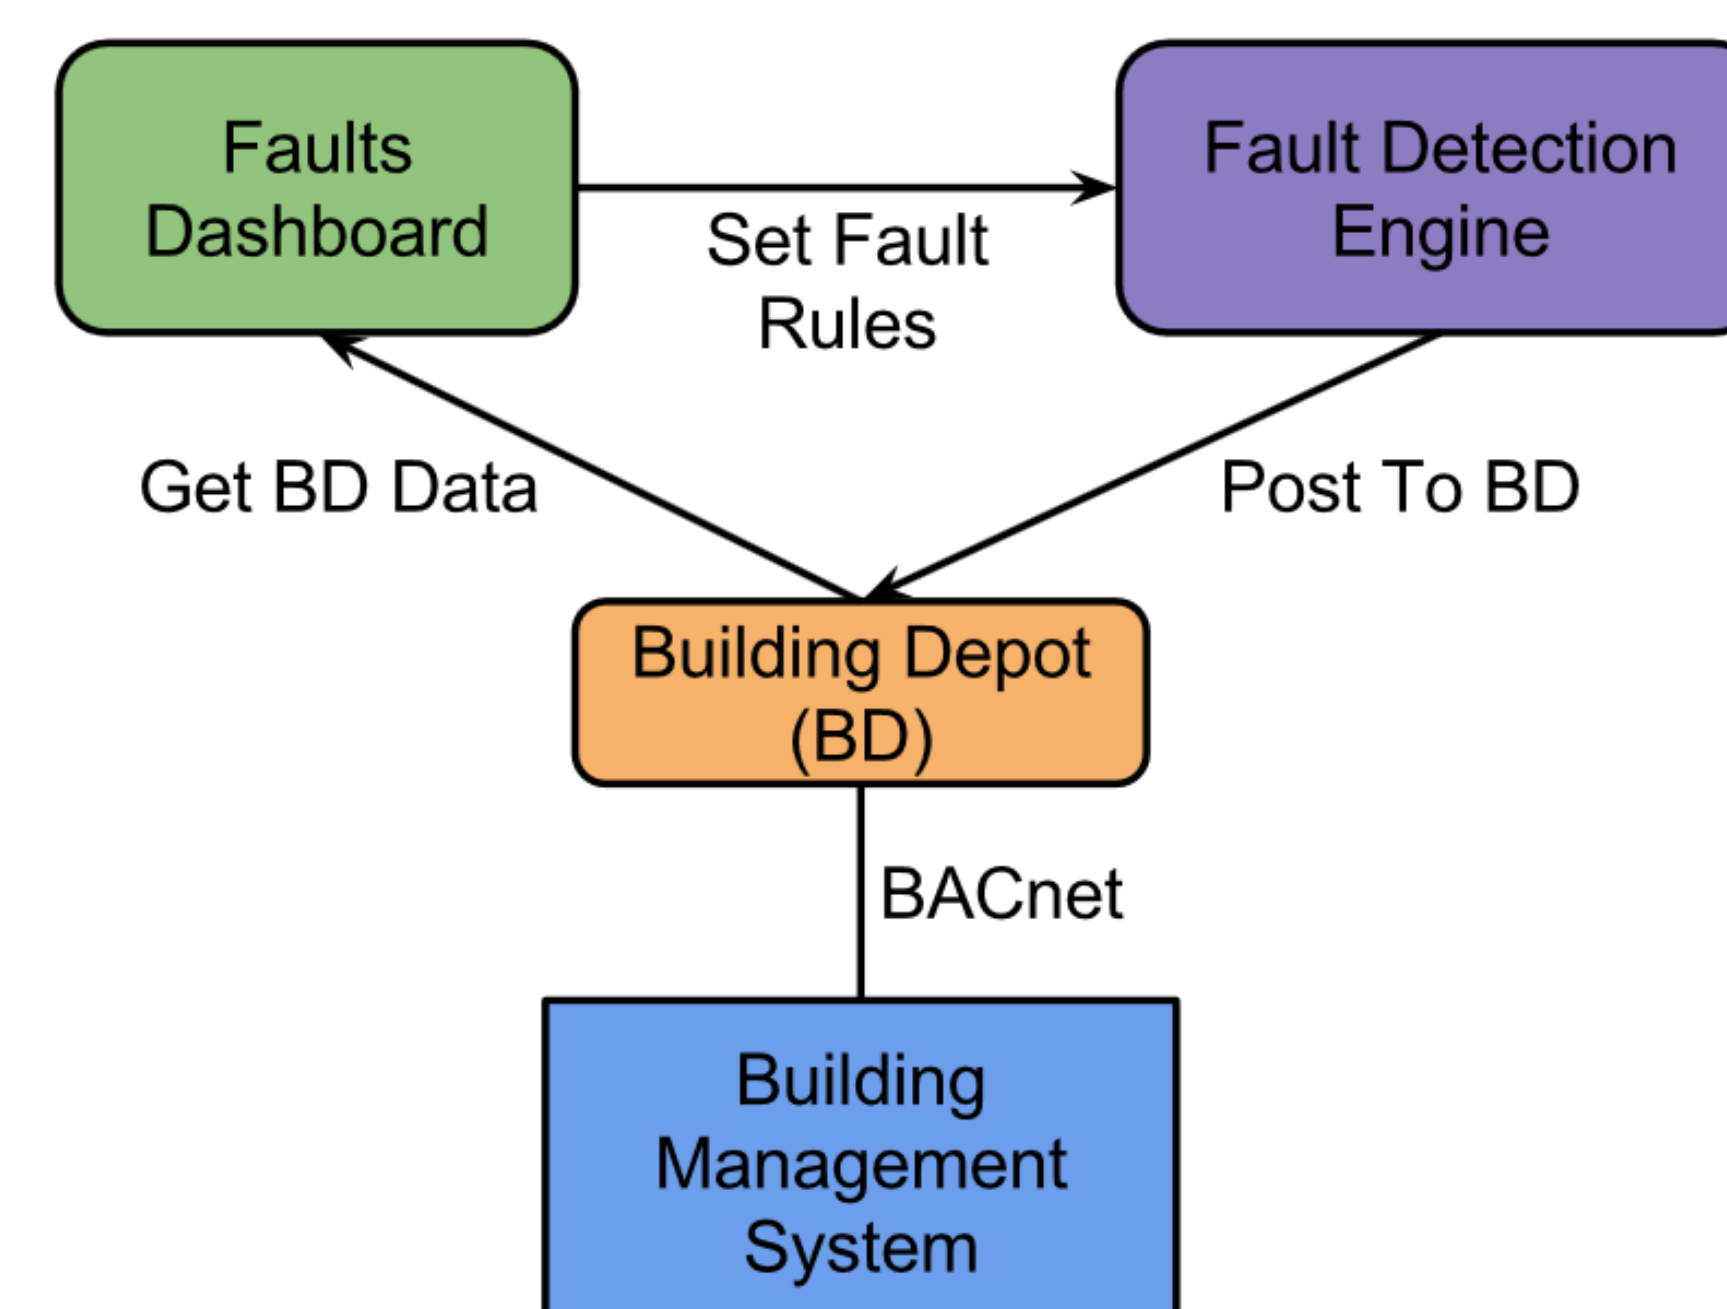 Faults
Dashboard
Fault Detection
Engine
Set Fault
Rules
Get BD Data
Post To BD
Building Depot
(BD)
BACnet
Building
Management
System